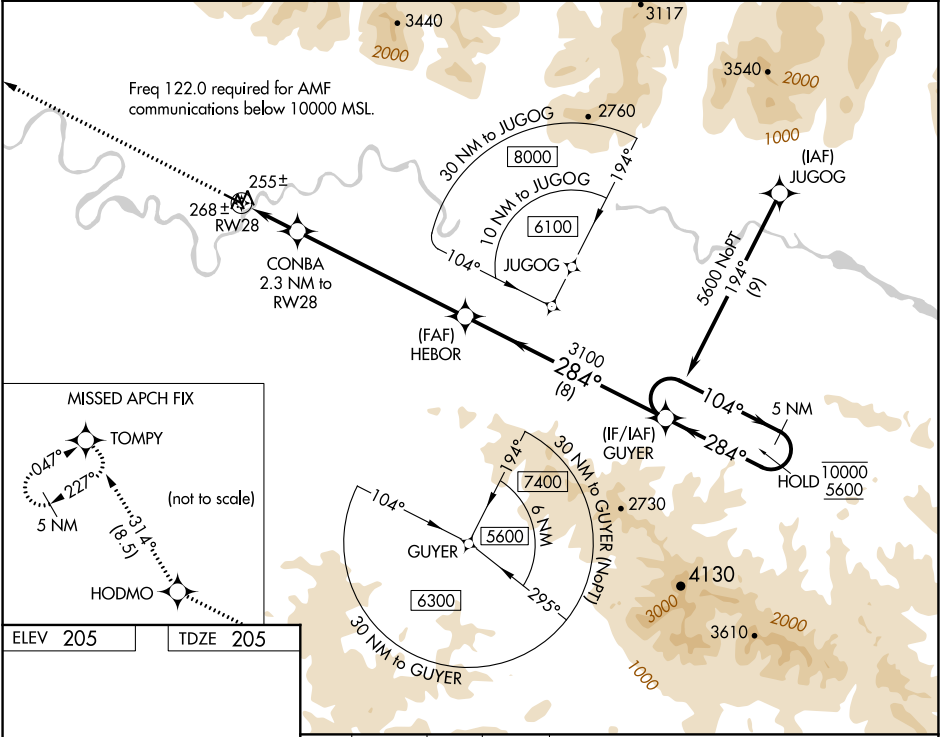 3440
3117
2000
3540
2000
2760
1000
Freq 122.0 required for AMF
communications below 10000 MSL.
30 NM to JUGOG
8000
194°
10 NM to JUGOG
6100
104°
JUGOG
(IAF)
JUGOG
5600 NoPT
194°
(9)
255±
268±
RW28
CONBA
2.3 NM to
RW28
(FAF)
HEBOR
3100
284°
(8)
104°
5 NM
284°
(IF/IAF)
GUYER
HOLD
10000
5600
MISSED APCH FIX
TOMPY
047°
227°
5 NM
(not to scale)
314°
(8.5)
HODMO
194°
30 NM to GUYER (NoPT)
7400
104°
6 NM
GUYER
5600
295°
6300
30 NM to GUYER
2730
4130
3000
3610
2000
1000
ELEV 205
TDZE 205